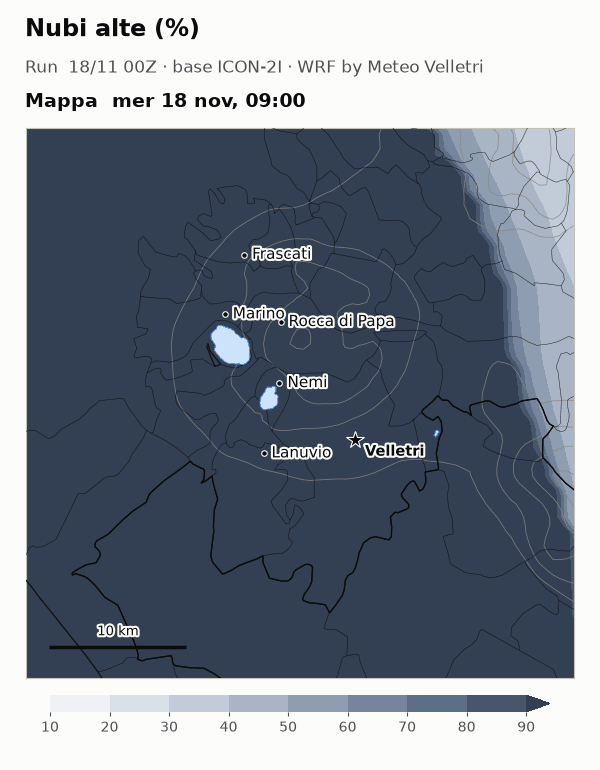 Nubi alte (%)
Run  18/11 00Z · base ICON-2I · WRF by Meteo Velletri
Mappa  mer 18 nov, 09:00
Frascati
Marino
Rocca di Papa
Nemi
Velletri
Lanuvio
10 km
10 20 30 40 50 60 70 80 90